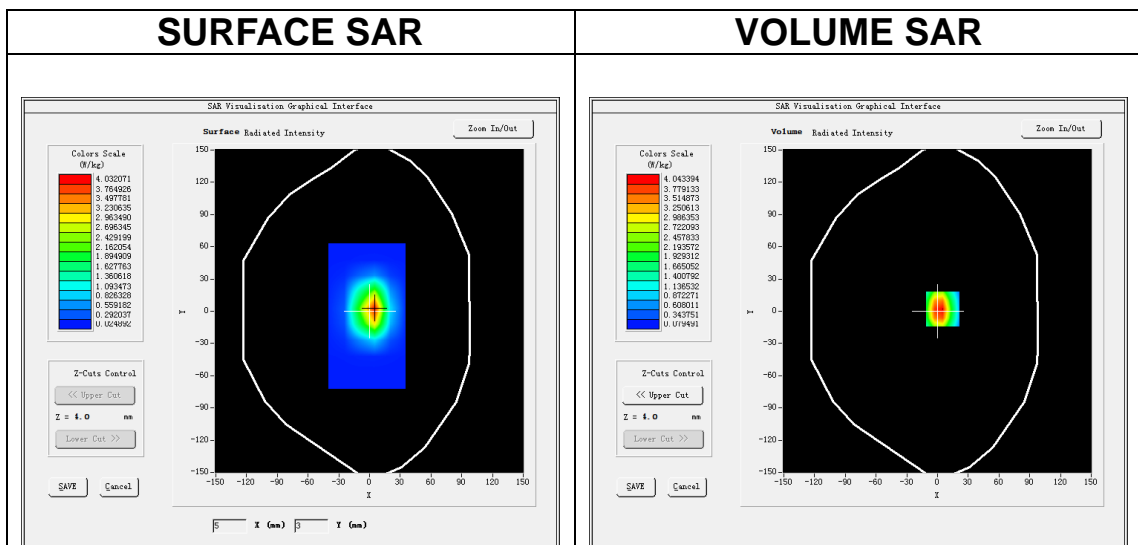 SURFACE SAR
VOLUME SAR
SAR Visualisation Graphical Interface
Surface Radiated Intensity
Zoom In/Out
Colors Scale
(W/kg)
4.032071
3.764926
3.497781
3.230635
2.963490
2.696345
2.429199
2.162054
1.894909
1.627763
1.360618
1.093473
0.826328
0.559182
0.292037
0.024892
Z-Cuts Control
<< Upper Cut
Z = 4.0 mm
Lower Cut >>
SAVE
Cancel
150
120
90
60
30
0
-30
-60
-90
-120
-150
Y
-150 -120 -90 -60 -30 0 30 60 90 120 150
X
5 X (mm) 3 Y (mm)
SAR Visualisation Graphical Interface
Volume Radiated Intensity
Zoom In/Out
Colors Scale
(W/kg)
4.043394
3.779133
3.514873
3.250613
2.986353
2.722093
2.457833
2.193572
1.929312
1.665052
1.400792
1.136532
0.872271
0.608011
0.343751
0.079491
Z-Cuts Control
<< Upper Cut
Z = 4.0 mm
Lower Cut >>
SAVE
Cancel
150
120
90
60
30
0
-30
-60
-90
-120
-150
Y
-150 -120 -90 -60 -30 0 30 60 90 120 150
X